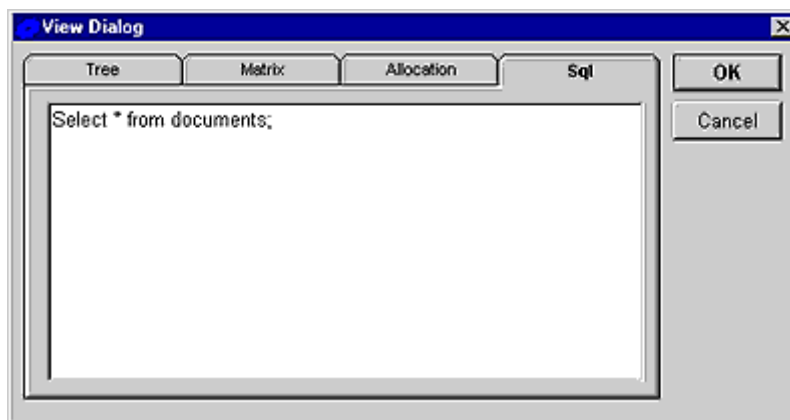 View Dialog
Tree Matrix Allocation Sql
OK
Select * from documents;
Cancel